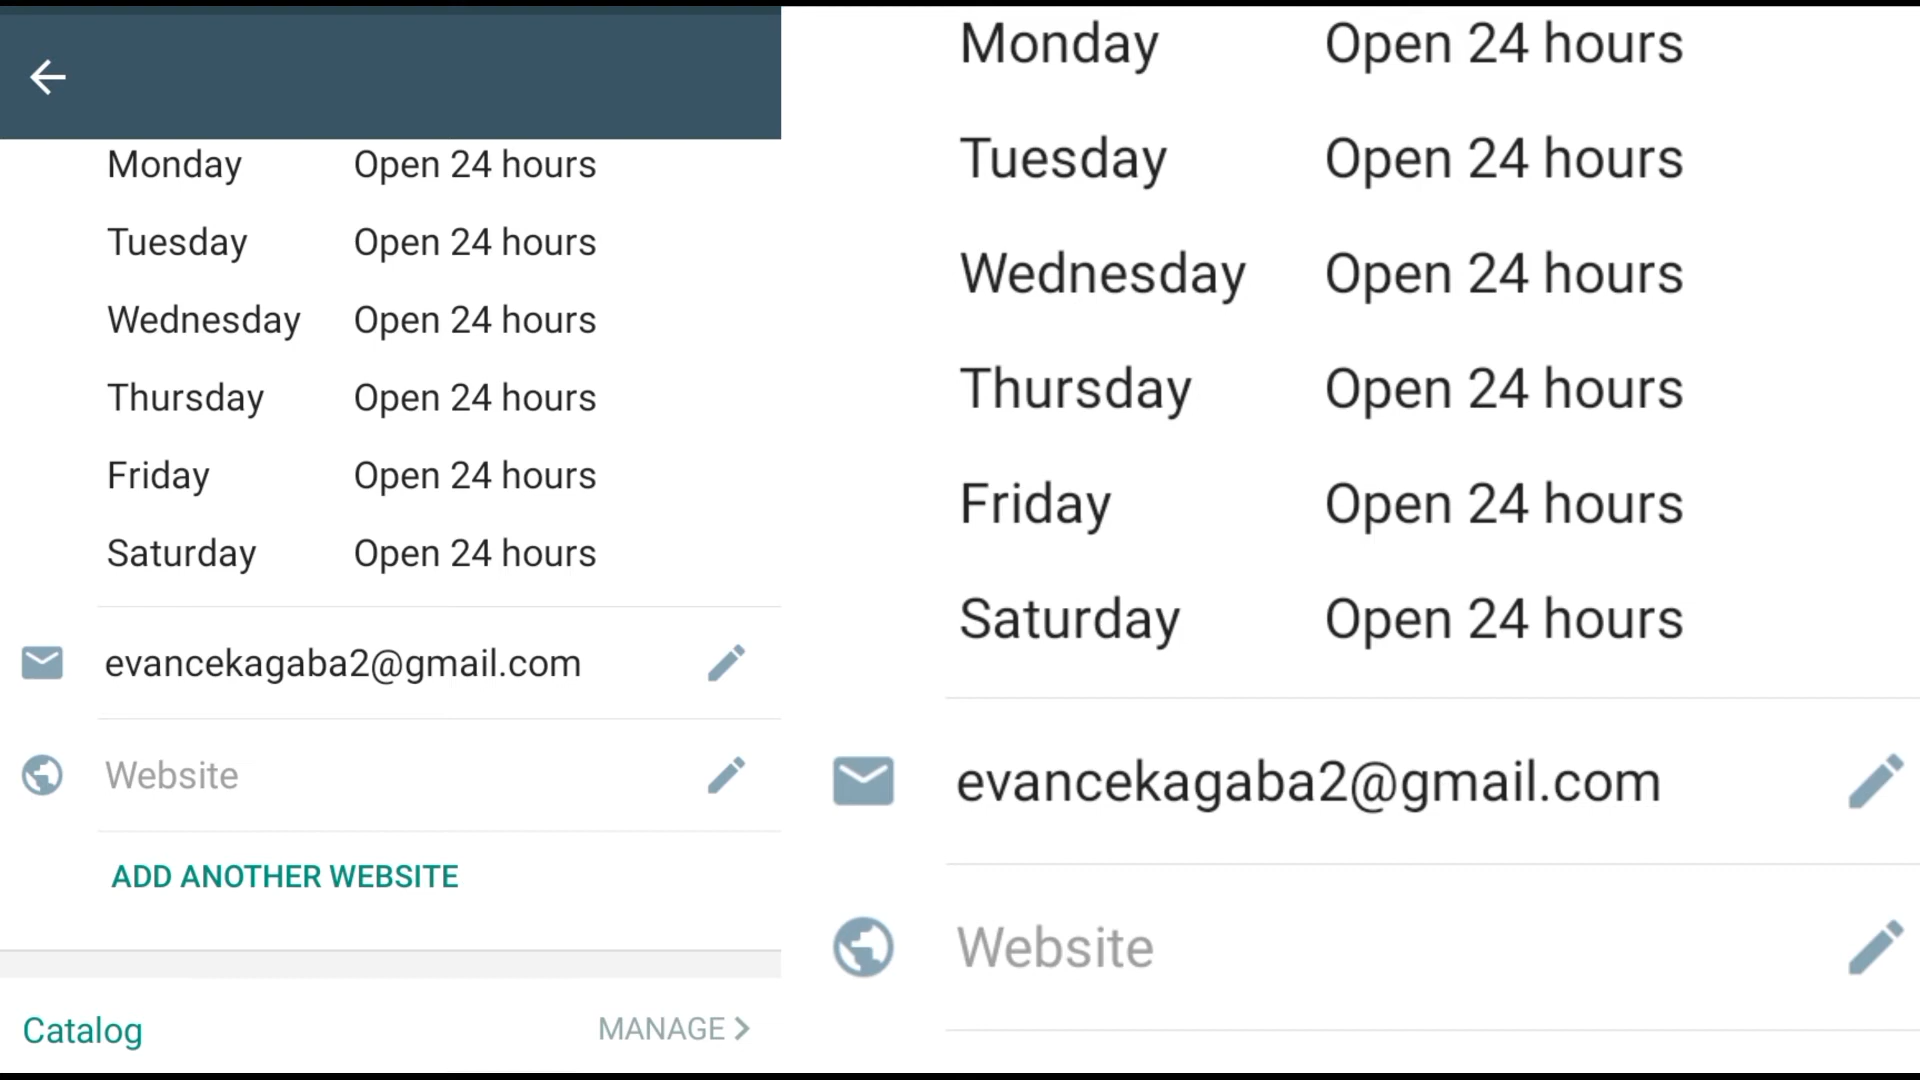 Monday Open 24 hours
Tuesday Open 24 hours
Wednesday Open 24 hours
Thursday Open 24 hours
Friday Open 24 hours
Saturday Open 24 hours
evancekagaba2@gmail.com
Website
ADD ANOTHER WEBSITE
Catalog MANAGE
Monday Open 24 hours
Tuesday Open 24 hours
Wednesday Open 24 hours
Thursday Open 24 hours
Friday Open 24 hours
Saturday Open 24 hours
evancekagaba2@gmail.com
Website